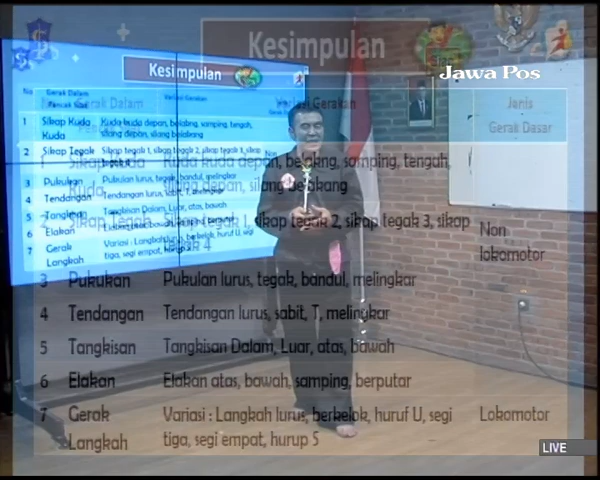 Kesimpulan
Jawa Pos
Kesimpulan
No Gerak Dalam Variasi Gerakan Jenis
Pencak Silat Gerak Dasar
1 Sikap Kuda Kuda kuda depan, belakng, samping, tengah,
Kuda silang depan, silang belakang
2 Sikap Tegak Sikap tegak 1, sikap tegak 2, sikap tegak 3, sikap Non
tegak 4 lokomotor
3 Pukukan Pukulan lurus, tegak, bandul, melingkar
4 Tendangan Tendangan lurus, sabit, T, melingkar
5 Tangkisan Tangkisan Dalam, Luar, atas, bawah
6 Elakan Elakan atas, bawah, samping, berputar
7 Gerak Variasi : Langkah lurus, berkelok, huruf U, segi Lokomotor
Langkah tiga, segi empat, hurup S
LIVE